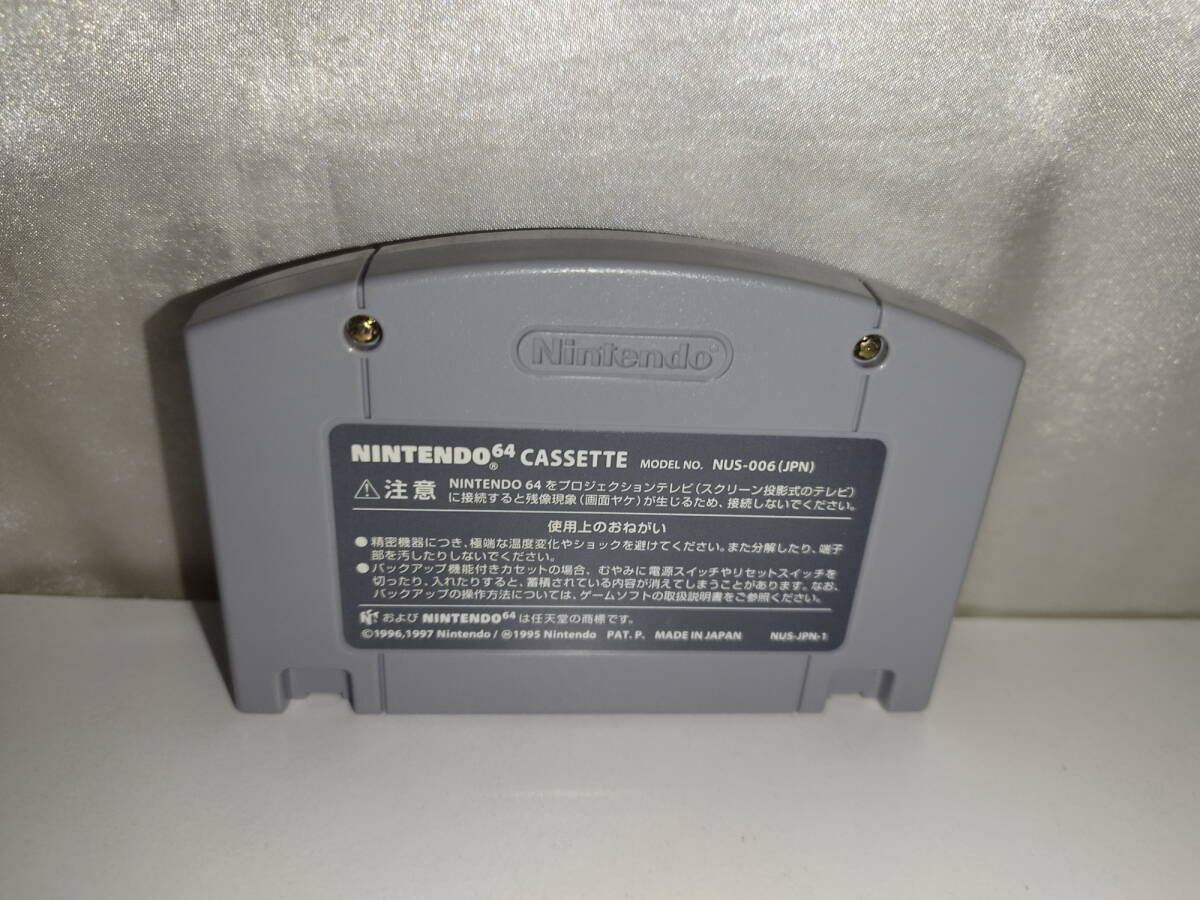 Nintendo
NINTENDO64 CASSETTE MODEL NO. NUS-006(JPN)
注意 NINTENDO 64 をプロジェクションテレビ(スクリーン投影式のテレビ)
に接続すると残像現象(画面ヤケ)が生じるため、接続しないでください。
使用上のおねがい
●精密機器につき、極端な温度変化やショックを避けてください。また分解したり、端子
部を汚したりしないでください。
●バックアップ機能付きカセットの場合、むやみに電源スイッチやリセットスイッチを
切ったり、入れたりすると、蓄積されている内容が消えてしまうことがあります。なお、
バックアップの操作方法については、ゲームソフトの取扱説明書をご参照ください。
および NINTENDO64 は任天堂の商標です。
©1996,1997 Nintendo / Ⓜ1995 Nintendo PAT. P. MADE IN JAPAN NUS-JPN-1